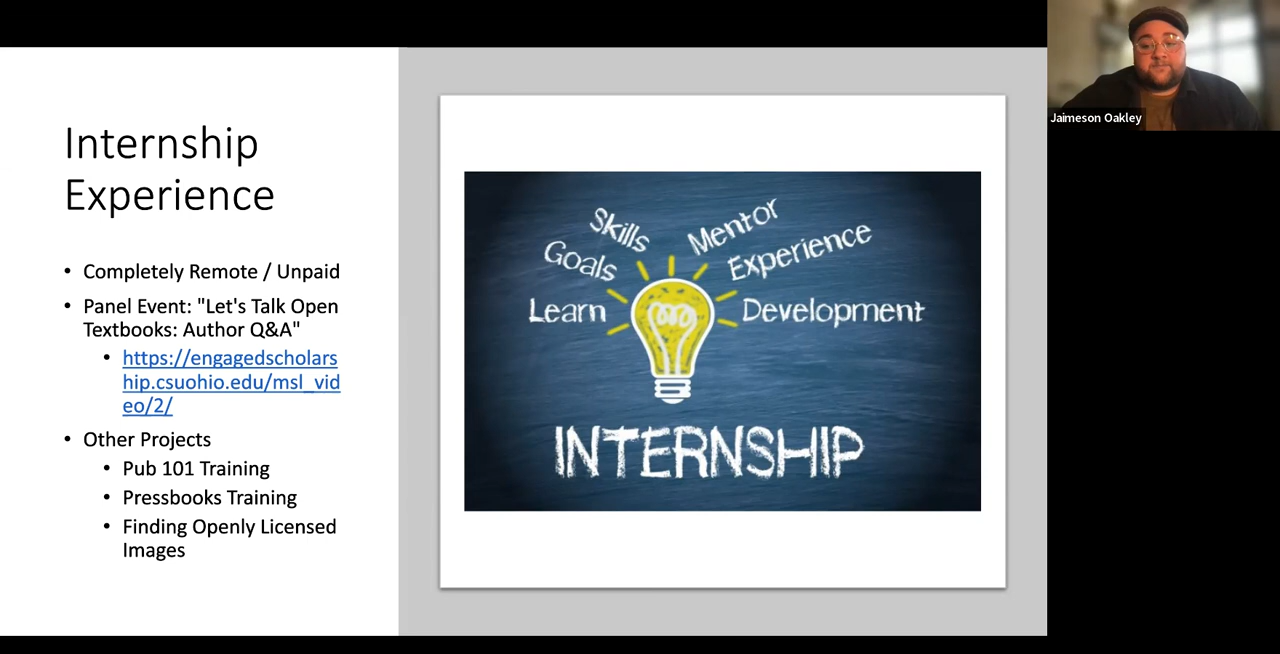 Internship
Experience
• Completely Remote / Unpaid
• Panel Event: "Let's Talk Open
Textbooks: Author Q&A"
• https://engagedscholars
hip.csuohio.edu/msl_vid
eo/2/
• Other Projects
• Pub 101 Training
• Pressbooks Training
• Finding Openly Licensed
Images
Learn
Goals
Skills
Mentor
Experience
Development
INTERNSHIP
Jaimeson Oakley